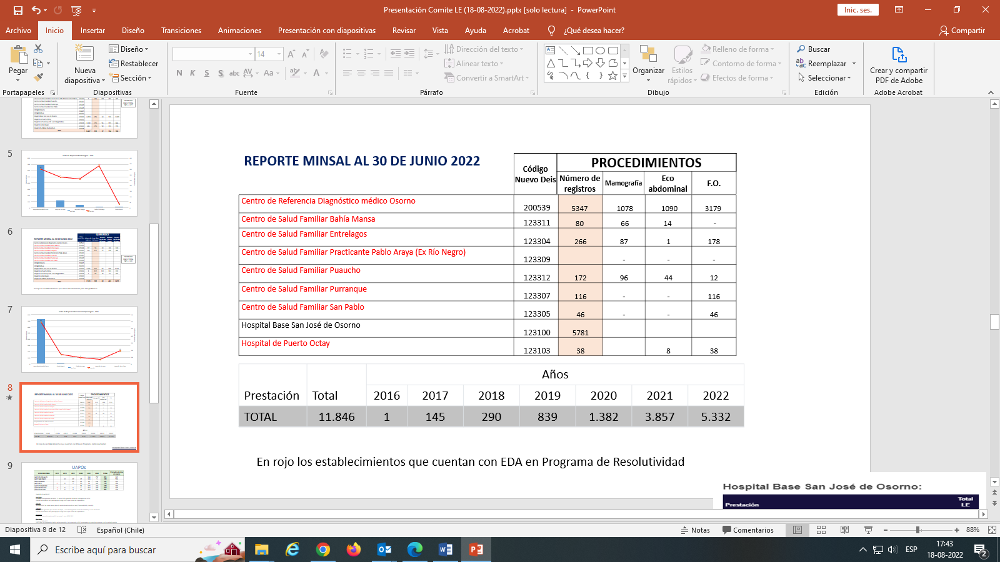 Presentación Comite LE (18-08-2022).pptx [solo lectura] - PowerPoint
Inic. ses.
Archivo Inicio Insertar Diseño Transiciones Animaciones Presentación con diapositivas Revisar Vista Ayuda Acrobat ¿Qué desea hacer? Compartir
Pegar
Nueva diapositiva
Diseño
Restablecer
Sección
14
N K S S abc AV Aa A
Dirección del texto
Alinear texto
Convertir a SmartArt
Organizar
Estilos rápidos
Relleno de forma
Contorno de forma
Efectos de forma
Buscar
Reemplazar
Seleccionar
Crear y compartir PDF de Adobe
Portapapeles Diapositivas Fuente Párrafo Dibujo Edición Adobe Acrobat
5
6
7
8
9
UAPOs
REPORTE MINSAL AL 30 DE JUNIO 2022
Código Nuevo Deis
PROCEDIMIENTOS
Número de registros Mamografía Eco abdominal F.O.
Centro de Referencia Diagnóstico médico Osorno 200539 5347 1078 1090 3179
Centro de Salud Familiar Bahía Mansa 123311 80 66 14 -
Centro de Salud Familiar Entrelagos 123304 266 87 1 178
Centro de Salud Familiar Practicante Pablo Araya (Ex Río Negro) 123309 - - -
Centro de Salud Familiar Puaucho 123312 172 96 44 12
Centro de Salud Familiar Purranque 123307 116 - - 116
Centro de Salud Familiar San Pablo 123305 46 - - 46
Hospital Base San José de Osorno 123100 5781
Hospital de Puerto Octay 123103 38 8 38
Años
Prestación Total 2016 2017 2018 2019 2020 2021 2022
TOTAL 11.846 1 145 290 839 1.382 3.857 5.332
En rojo los establecimientos que cuentan con EDA en Programa de Resolutividad
Hospital Base San José de Osorno:
Prestación Total LE
Diapositiva 8 de 12 Español (Chile) Notas Comentarios 88%
Escribe aquí para buscar
ESP
17:43
18-08-2022
2